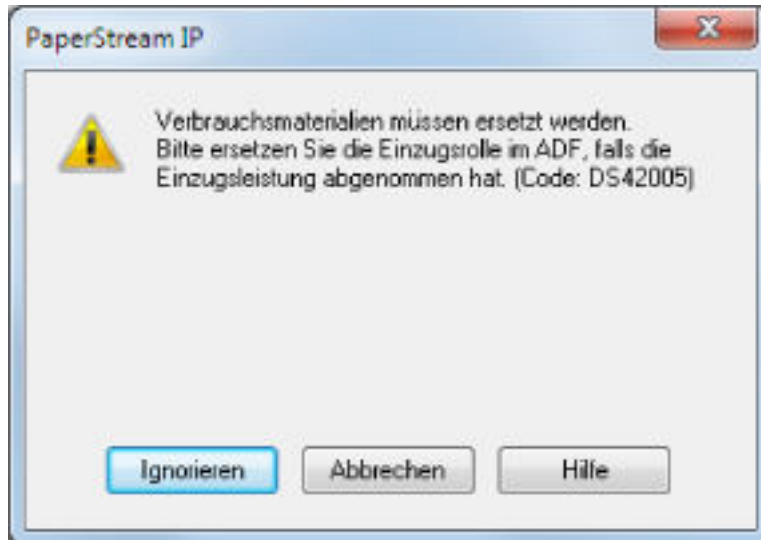 PaperStream IP
Verbrauchsmaterialien müssen ersetzt werden.
Bitte ersetzen Sie die Einzugsrolle im ADF, falls die
Einzugsleistung abgenommen hat. (Code: DS42005)
Ignorieren Abbrechen Hilfe